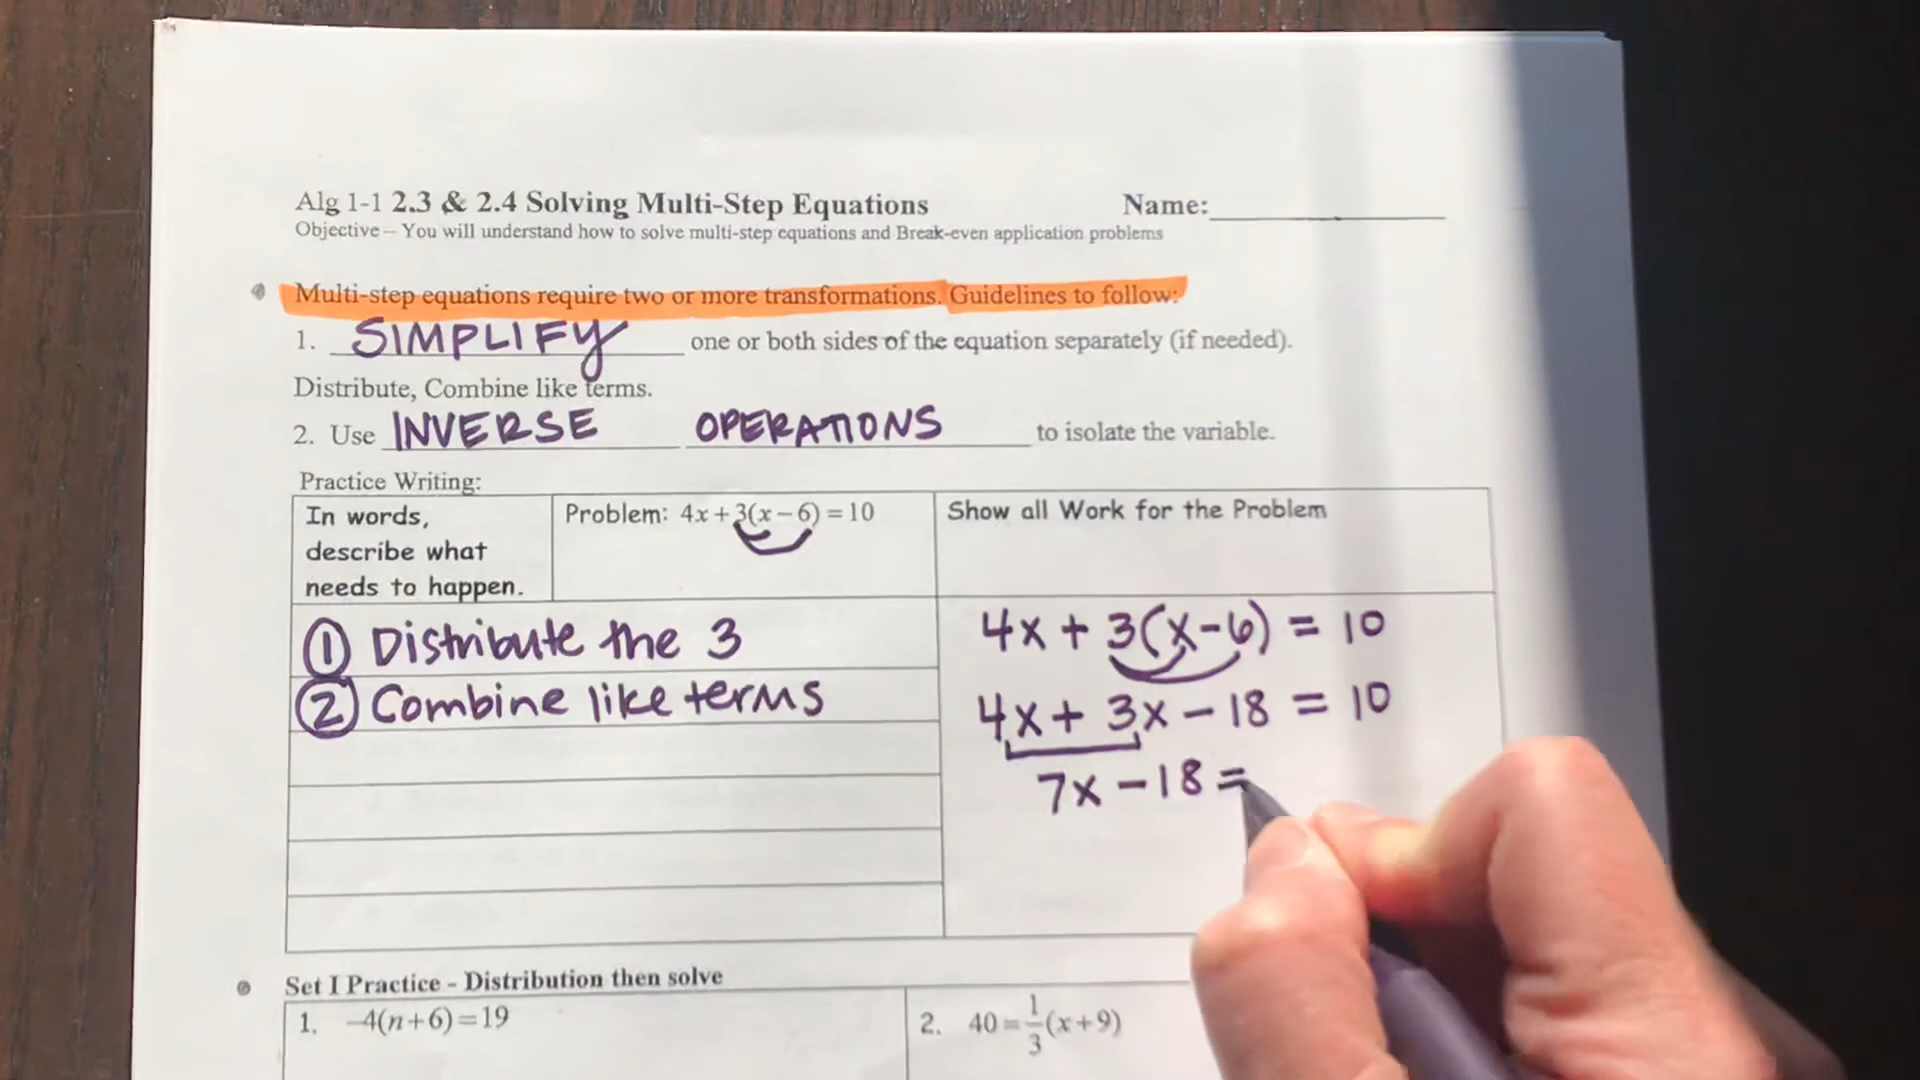 Alg 1-1 2.3 & 2.4 Solving Multi-Step Equations Name:
Objective – You will understand how to solve multi-step equations and Break-even application problems
Multi-step equations require two or more transformations. Guidelines to follow:
1. SIMPLIFY one or both sides of the equation separately (if needed).
Distribute, Combine like terms.
2. Use INVERSE OPERATIONS to isolate the variable.
Practice Writing:
In words,
describe what
needs to happen.
Problem: 4x + 3(x – 6) = 10
Show all Work for the Problem
① Distribute the 3
② Combine like terms
4x + 3(x - 6) = 10
4x + 3x - 18 = 10
7x - 18 =
Set I Practice - Distribution then solve
1. –4(n+6)=19
2. 40=1/3(x+9)